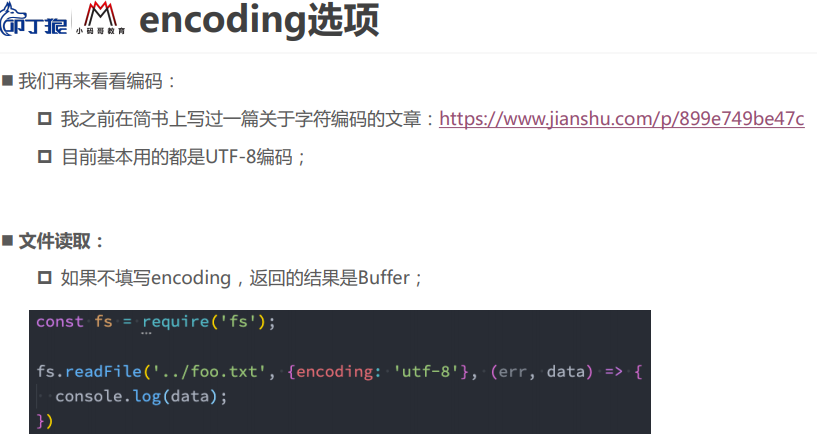 叩丁狼 小码哥教育 encoding选项
我们再来看看编码：
我之前在简书上写过一篇关于字符编码的文章：https://www.jianshu.com/p/899e749be47c
目前基本用的都是UTF-8编码；
文件读取：
如果不填写encoding，返回的结果是Buffer；
const fs = require('fs');
fs.readFile('../foo.txt', {encoding: 'utf-8'}, (err, data) => {
  console.log(data);
})